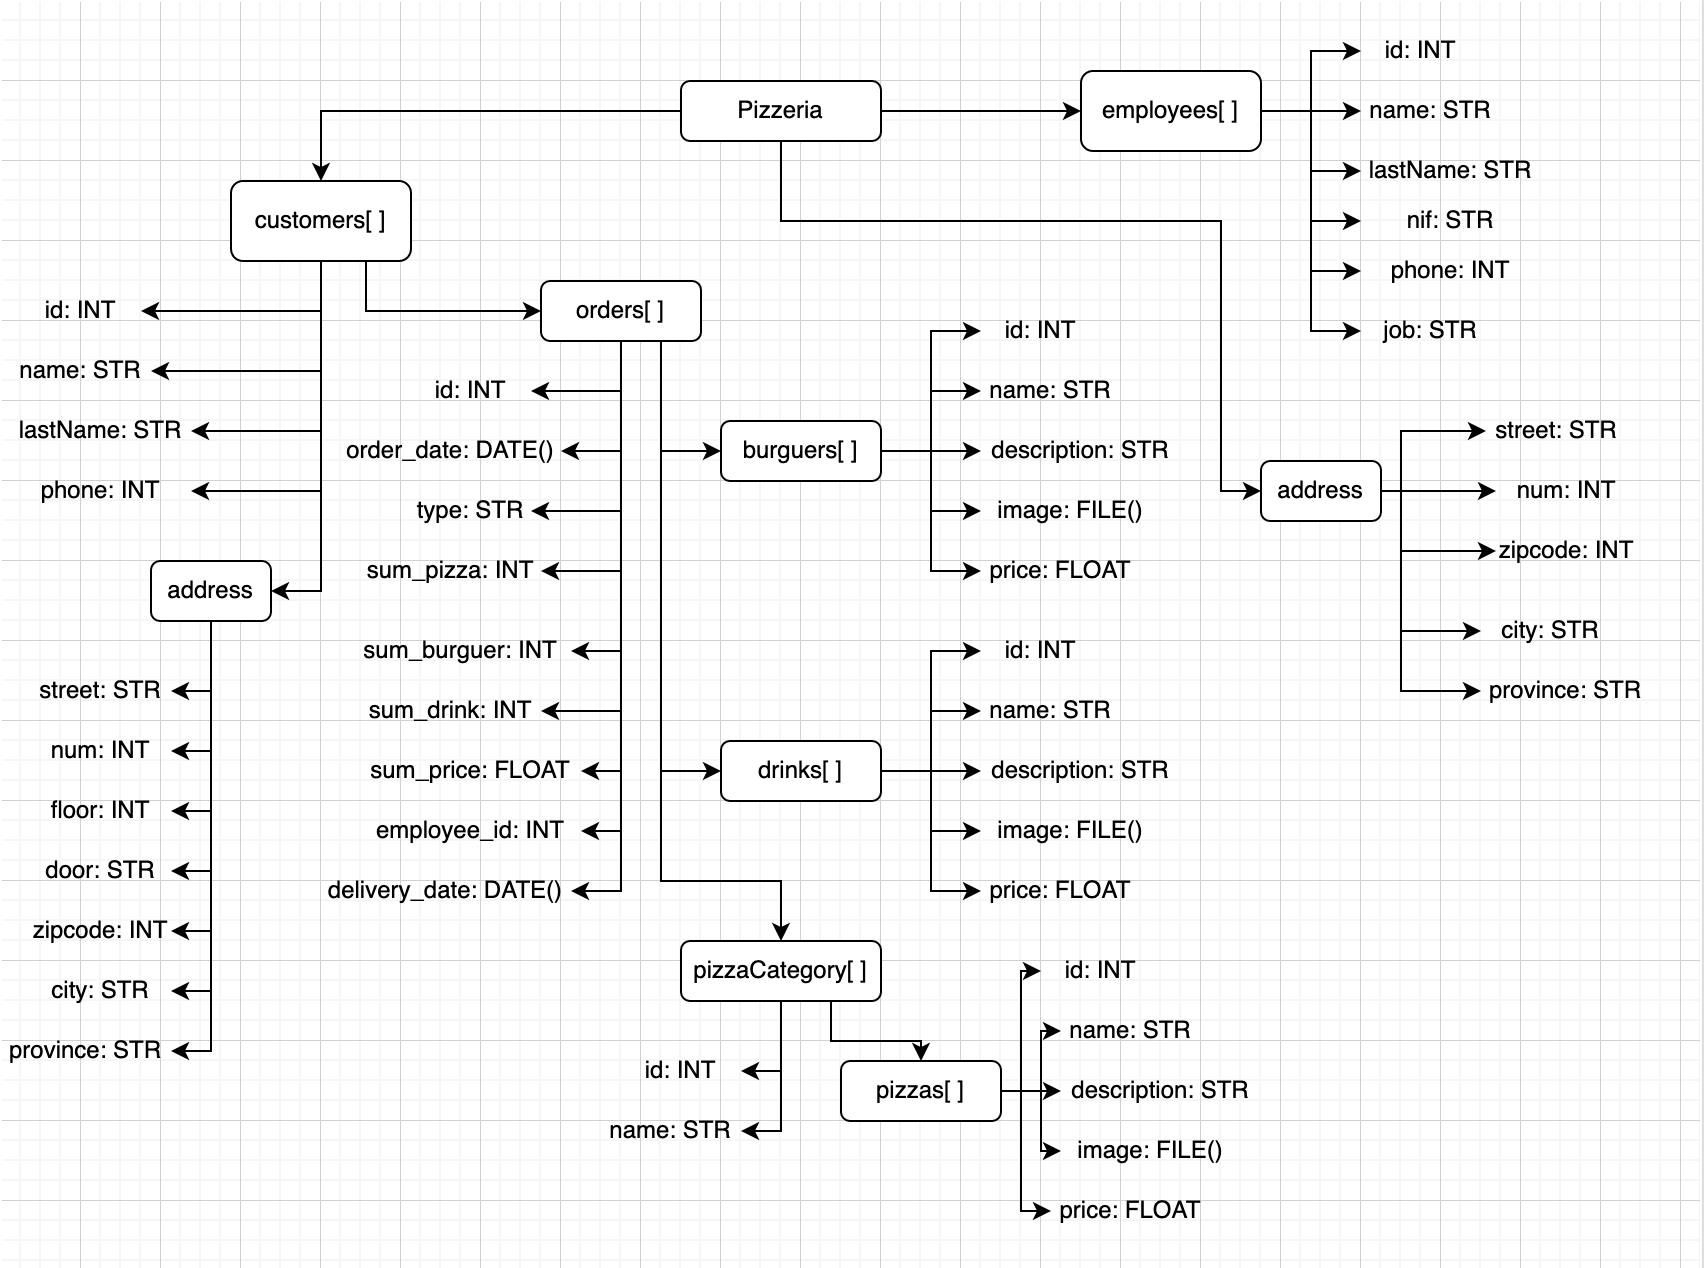 Pizzeria
employees[ ]
id: INT
name: STR
lastName: STR
nif: STR
phone: INT
job: STR
customers[ ]
id: INT
name: STR
lastName: STR
phone: INT
address
street: STR
num: INT
floor: INT
door: STR
zipcode: INT
city: STR
province: STR
orders[ ]
id: INT
order_date: DATE()
type: STR
sum_pizza: INT
sum_burguer: INT
sum_drink: INT
sum_price: FLOAT
employee_id: INT
delivery_date: DATE()
burguers[ ]
id: INT
name: STR
description: STR
image: FILE()
price: FLOAT
drinks[ ]
id: INT
name: STR
description: STR
image: FILE()
price: FLOAT
pizzaCategory[ ]
id: INT
name: STR
pizzas[ ]
id: INT
name: STR
description: STR
image: FILE()
price: FLOAT
address
street: STR
num: INT
zipcode: INT
city: STR
province: STR